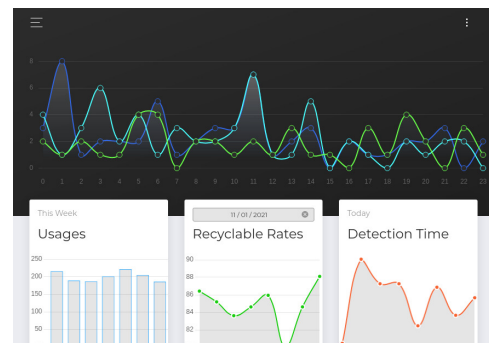 8
6
4
2
0
0 1 2 3 4 5 6 7 8 9 10 11 12 13 14 15 16 17 18 19 20 21 22 23
This Week
Usages
250
200
150
100
50
11 / 01 / 2021
Recyclable Rates
90
88
86
84
82
Today
Detection Time